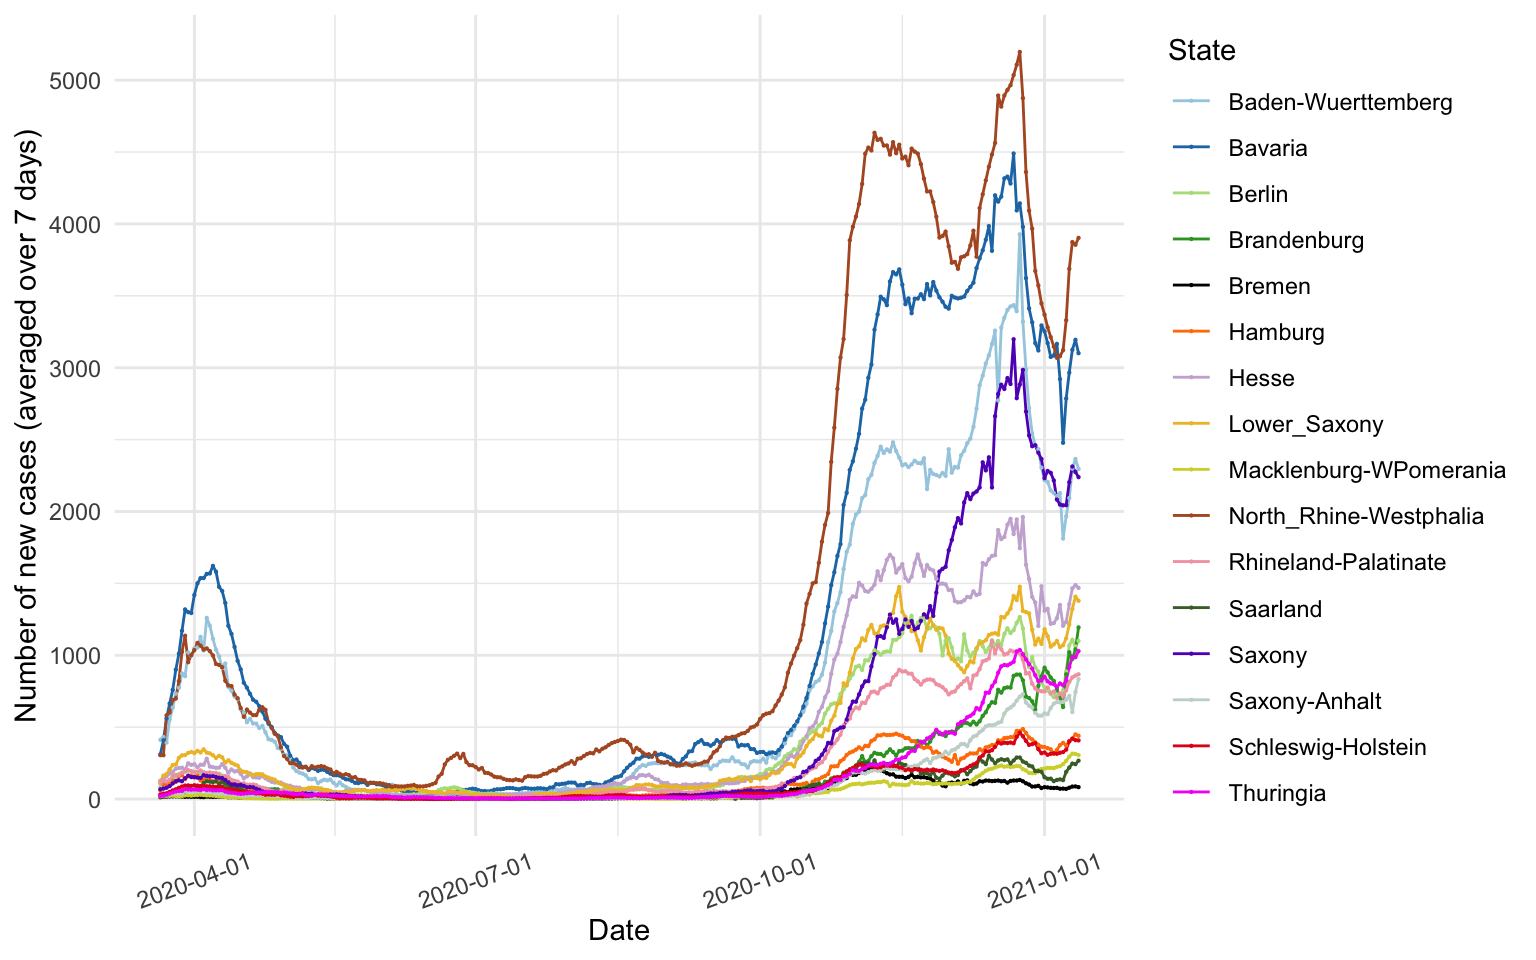 State
Baden-Wuerttemberg
Bavaria
Berlin
Brandenburg
Bremen
Hamburg
Hesse
Lower_Saxony
Macklenburg-WPomerania
North_Rhine-Westphalia
Rhineland-Palatinate
Saarland
Saxony
Saxony-Anhalt
Schleswig-Holstein
Thuringia
Number of new cases (averaged over 7 days)
5000
4000
3000
2000
1000
0
2020-04-01
2020-07-01
2020-10-01
2021-01-01
Date